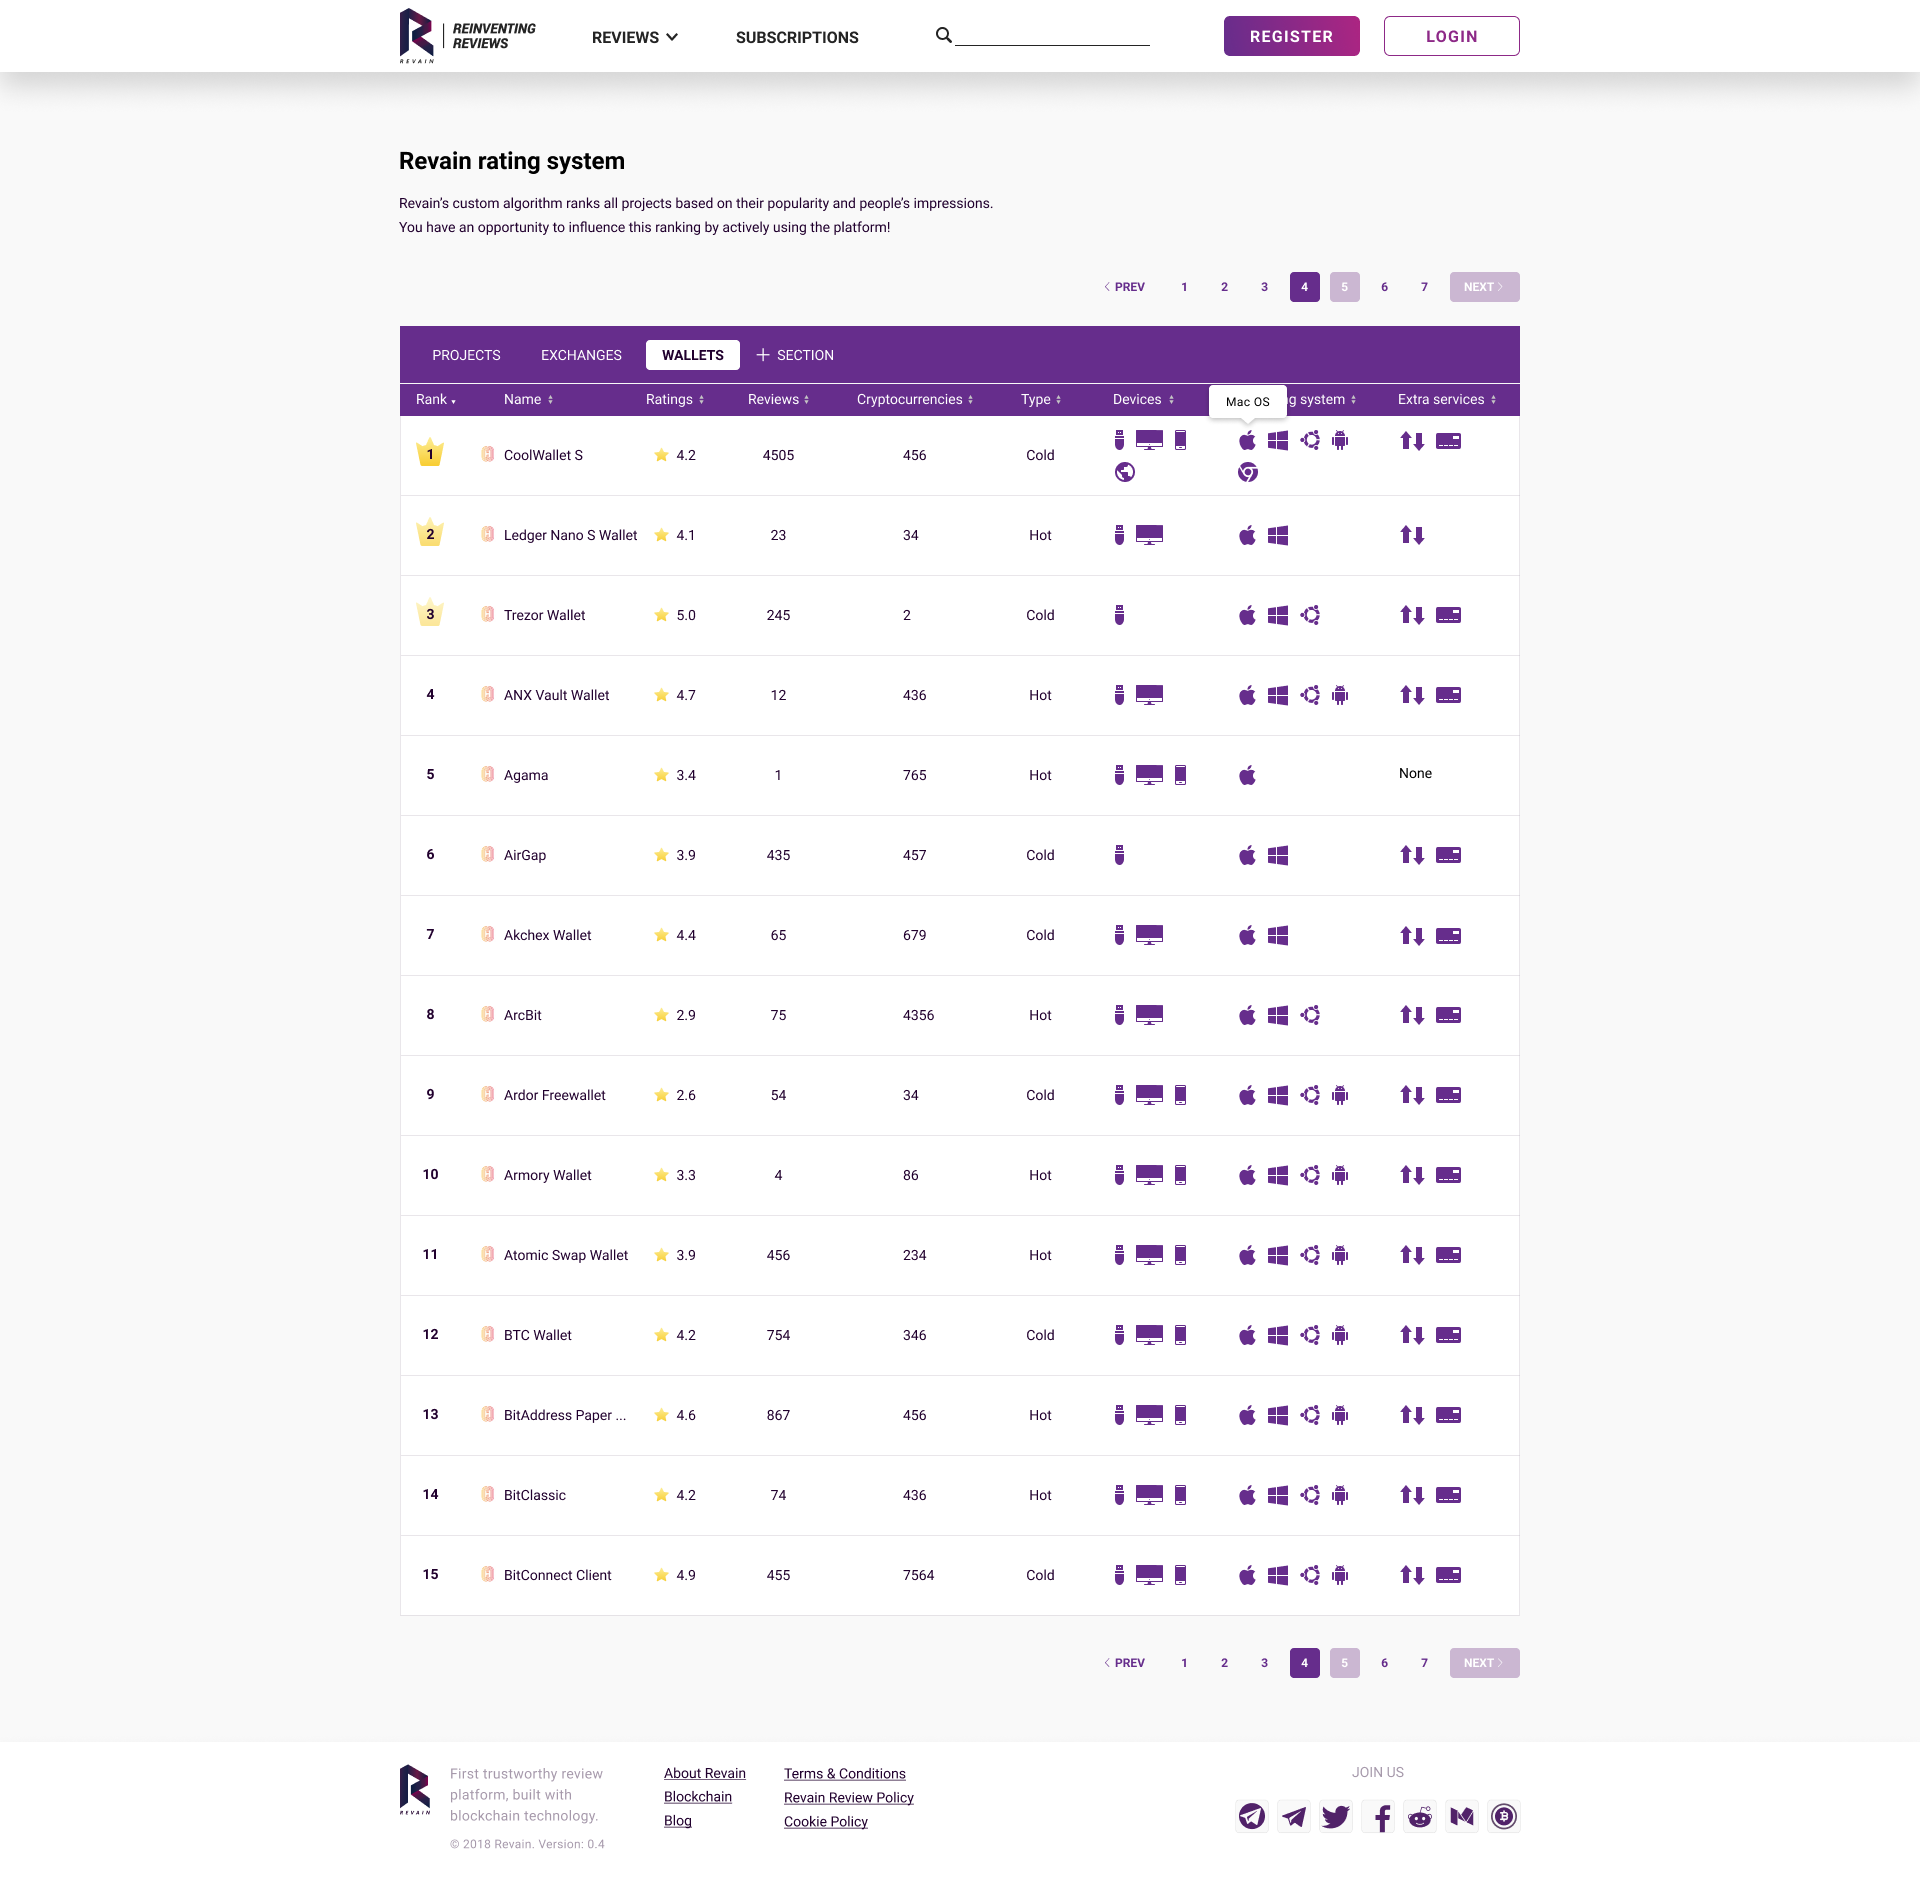 REINVENTING
REVIEWS
REVAIN
REVIEWS
SUBSCRIPTIONS
REGISTER
LOGIN
Revain rating system
Revain’s custom algorithm ranks all projects based on their popularity and people’s impressions.
You have an opportunity to influence this ranking by actively using the platform!
PREV 1 2 3 4 5 6 7 NEXT
PROJECTS EXCHANGES WALLETS + SECTION
Rank Name Ratings Reviews Cryptocurrencies Type Devices g system Extra services
Mac OS
1 CoolWallet S 4.2 4505 456 Cold
2 Ledger Nano S Wallet 4.1 23 34 Hot
3 Trezor Wallet 5.0 245 2 Cold
4 ANX Vault Wallet 4.7 12 436 Hot
5 Agama 3.4 1 765 Hot None
6 AirGap 3.9 435 457 Cold
7 Akchex Wallet 4.4 65 679 Cold
8 ArcBit 2.9 75 4356 Hot
9 Ardor Freewallet 2.6 54 34 Cold
10 Armory Wallet 3.3 4 86 Hot
11 Atomic Swap Wallet 3.9 456 234 Hot
12 BTC Wallet 4.2 754 346 Cold
13 BitAddress Paper ... 4.6 867 456 Hot
14 BitClassic 4.2 74 436 Hot
15 BitConnect Client 4.9 455 7564 Cold
PREV 1 2 3 4 5 6 7 NEXT
REVAIN
First trustworthy review
platform, built with
blockchain technology.
© 2018 Revain. Version: 0.4
About Revain
Blockchain
Blog
Terms & Conditions
Revain Review Policy
Cookie Policy
JOIN US